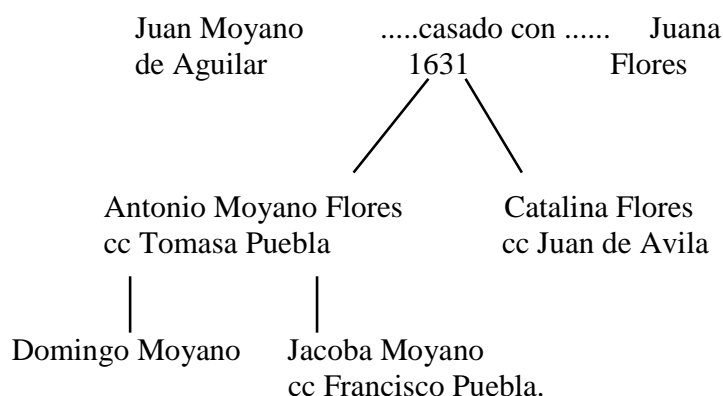 Juan Moyano .....casado con ...... Juana
de Aguilar 1631 Flores
Antonio Moyano Flores Catalina Flores
cc Tomasa Puebla cc Juan de Avila
Domingo Moyano Jacoba Moyano
cc Francisco Puebla.